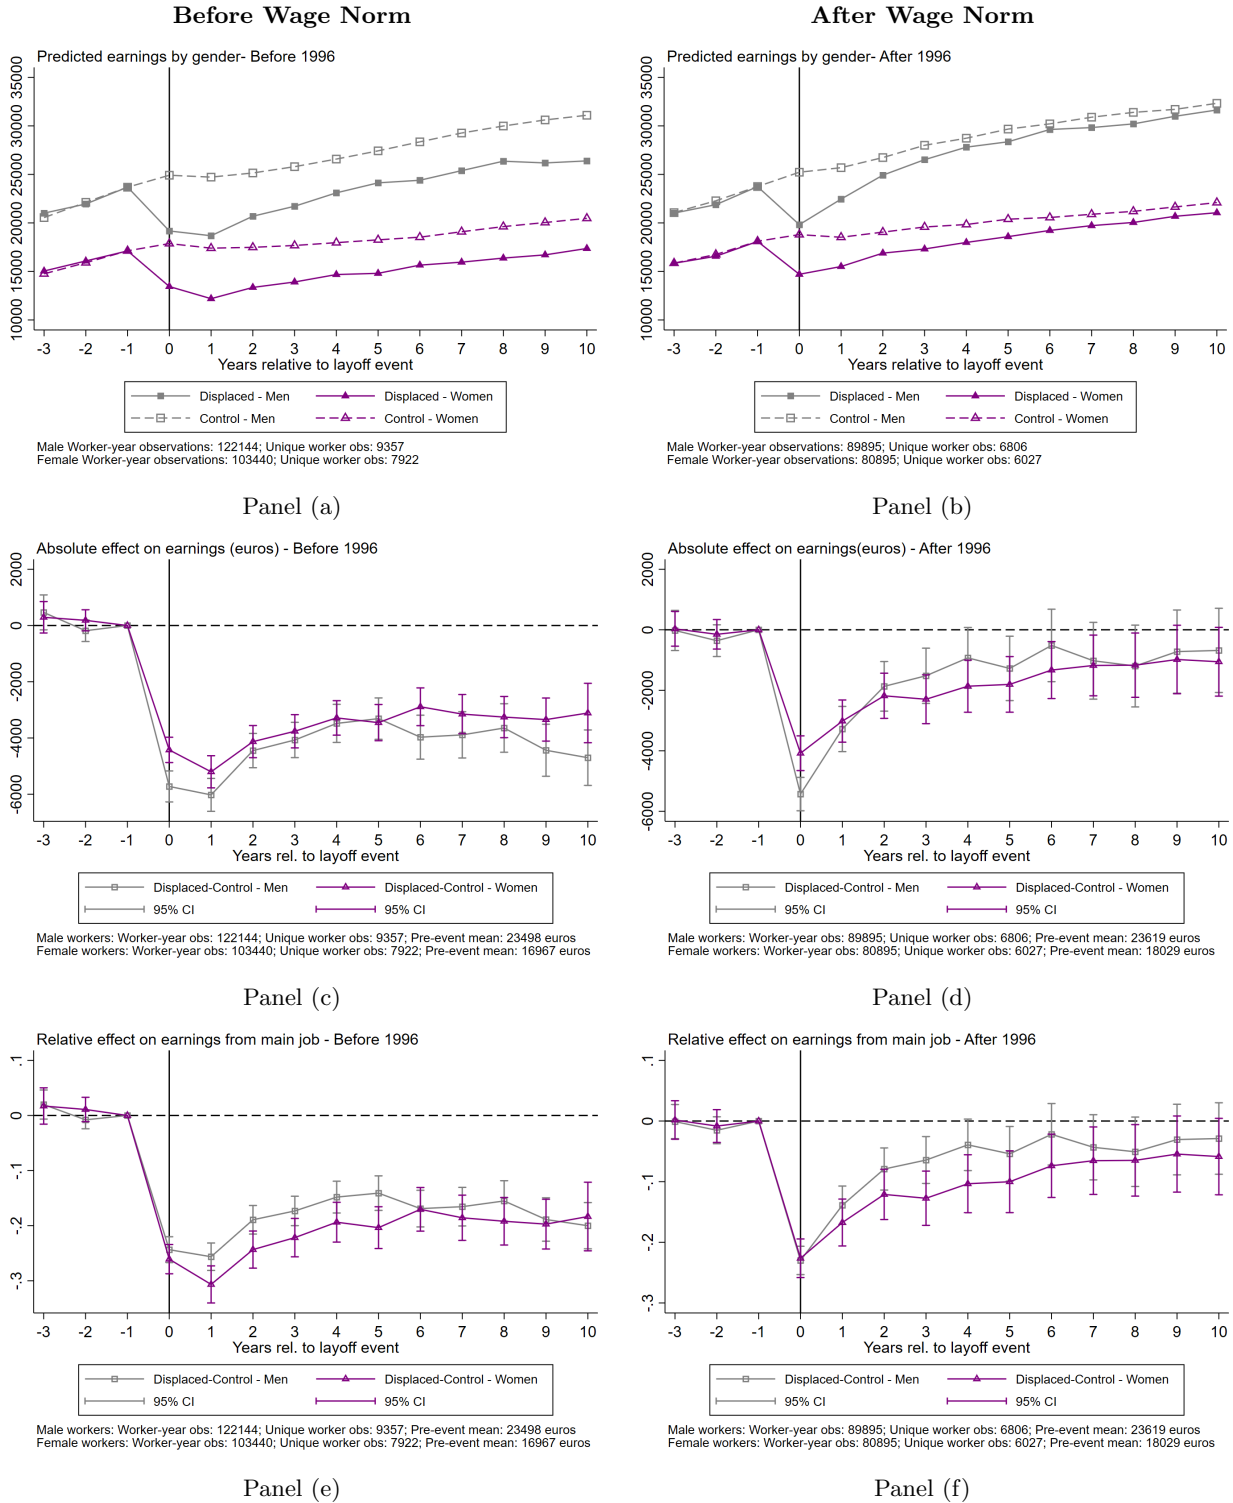 Before Wage Norm
After Wage Norm
Predicted earnings by gender- Before 1996
35000
30000
25000
20000
15000
10000
-3 -2 -1 0 1 2 3 4 5 6 7 8 9 10
Years relative to layoff event
Displaced - Men
Displaced - Women
Control - Men
Control - Women
Male Worker-year observations: 122144; Unique worker obs: 9357
Female Worker-year observations: 103440; Unique worker obs: 7922
Panel (a)
Predicted earnings by gender- After 1996
35000
30000
25000
20000
15000
10000
-3 -2 -1 0 1 2 3 4 5 6 7 8 9 10
Years relative to layoff event
Displaced - Men
Displaced - Women
Control - Men
Control - Women
Male Worker-year observations: 89895; Unique worker obs: 6806
Female Worker-year observations: 80895; Unique worker obs: 6027
Panel (b)
Absolute effect on earnings (euros) - Before 1996
2000
0
-2000
-4000
-6000
-3 -2 -1 0 1 2 3 4 5 6 7 8 9 10
Years rel. to layoff event
Displaced-Control - Men
Displaced-Control - Women
95% CI
95% CI
Male workers: Worker-year obs: 122144; Unique worker obs: 9357; Pre-event mean: 23498 euros
Female workers: Worker-year obs: 103440; Unique worker obs: 7922; Pre-event mean: 16967 euros
Panel (c)
Absolute effect on earnings(euros) - After 1996
2000
0
-2000
-4000
-6000
-3 -2 -1 0 1 2 3 4 5 6 7 8 9 10
Years rel. to layoff event
Displaced-Control - Men
Displaced-Control - Women
95% CI
95% CI
Male workers: Worker-year obs: 89895; Unique worker obs: 6806; Pre-event mean: 23619 euros
Female workers: Worker-year obs: 80895; Unique worker obs: 6027; Pre-event mean: 18029 euros
Panel (d)
Relative effect on earnings from main job - Before 1996
.1
0
-.1
-.2
-.3
-3 -2 -1 0 1 2 3 4 5 6 7 8 9 10
Years rel. to layoff event
Displaced-Control - Men
Displaced-Control - Women
95% CI
95% CI
Male workers: Worker-year obs: 122144; Unique worker obs: 9357; Pre-event mean: 23498 euros
Female workers: Worker-year obs: 103440; Unique worker obs: 7922; Pre-event mean: 16967 euros
Panel (e)
Relative effect on earnings from main job - After 1996
.1
0
-.1
-.2
-.3
-3 -2 -1 0 1 2 3 4 5 6 7 8 9 10
Years rel. to layoff event
Displaced-Control - Men
Displaced-Control - Women
95% CI
95% CI
Male workers: Worker-year obs: 89895; Unique worker obs: 6806; Pre-event mean: 23619 euros
Female workers: Worker-year obs: 80895; Unique worker obs: 6027; Pre-event mean: 18029 euros
Panel (f)